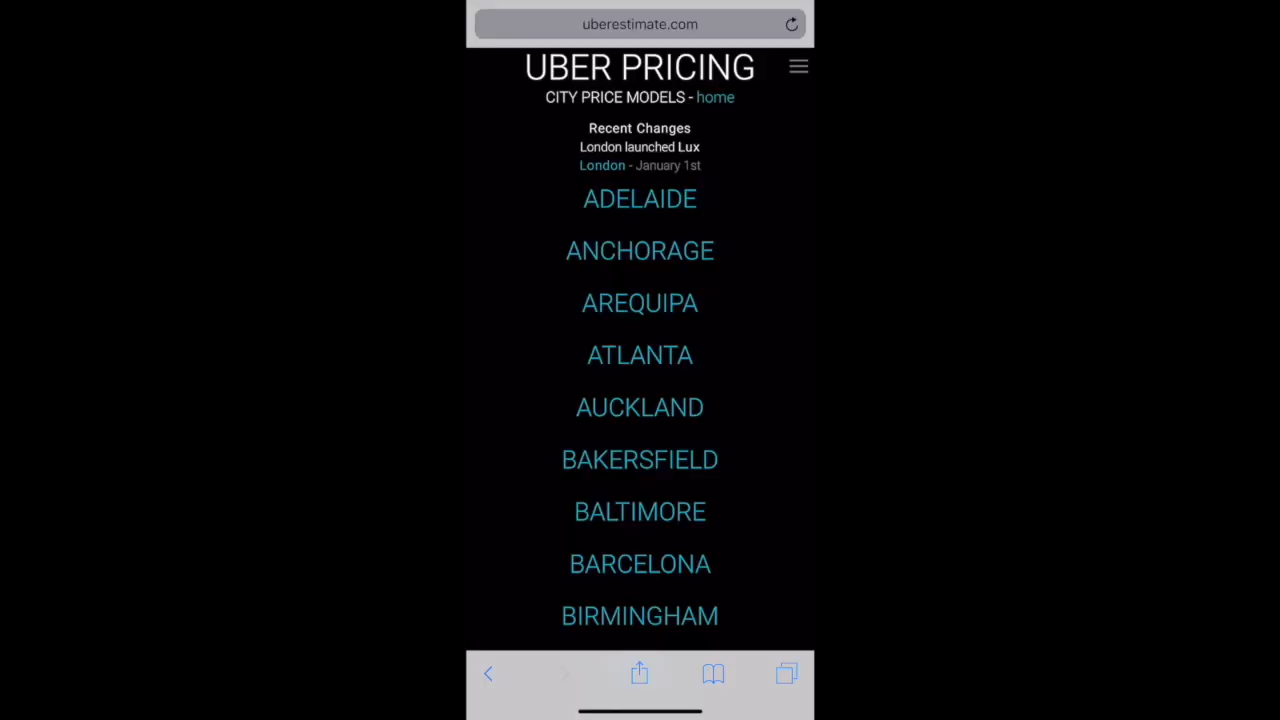 uberestimate.com
UBER PRICING
CITY PRICE MODELS - home
Recent Changes
London launched Lux
London - January 1st
ADELAIDE
ANCHORAGE
AREQUIPA
ATLANTA
AUCKLAND
BAKERSFIELD
BALTIMORE
BARCELONA
BIRMINGHAM